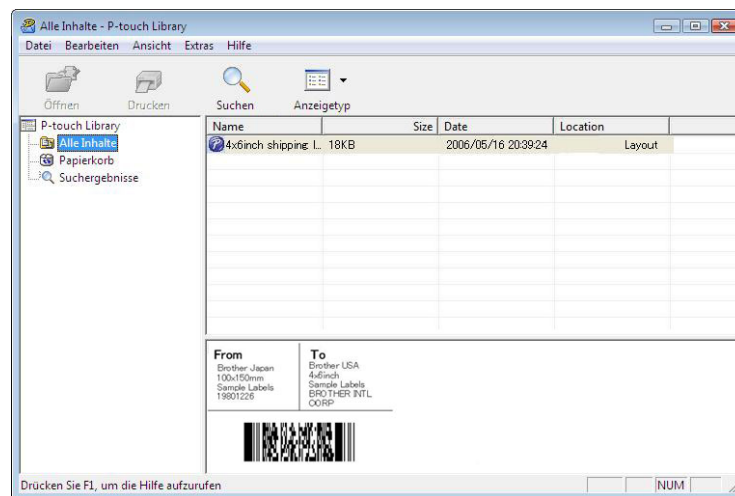 Alle Inhalte - P-touch Library
Datei Bearbeiten Ansicht Extras Hilfe
Öffnen Drucken Suchen Anzeigetyp
P-touch Library
Alle Inhalte
Papierkorb
Suchergebnisse
Name Size Date Location
4x6inch shipping l... 18KB 2006/05/16 20:39:24 Layout
From
Brother Japan
100x150mm
Sample Labels
19801226
To
Brother USA
4x6inch
Sample Labels
BROTHER INTL
CORP
Drücken Sie F1, um die Hilfe aufzurufen NUM